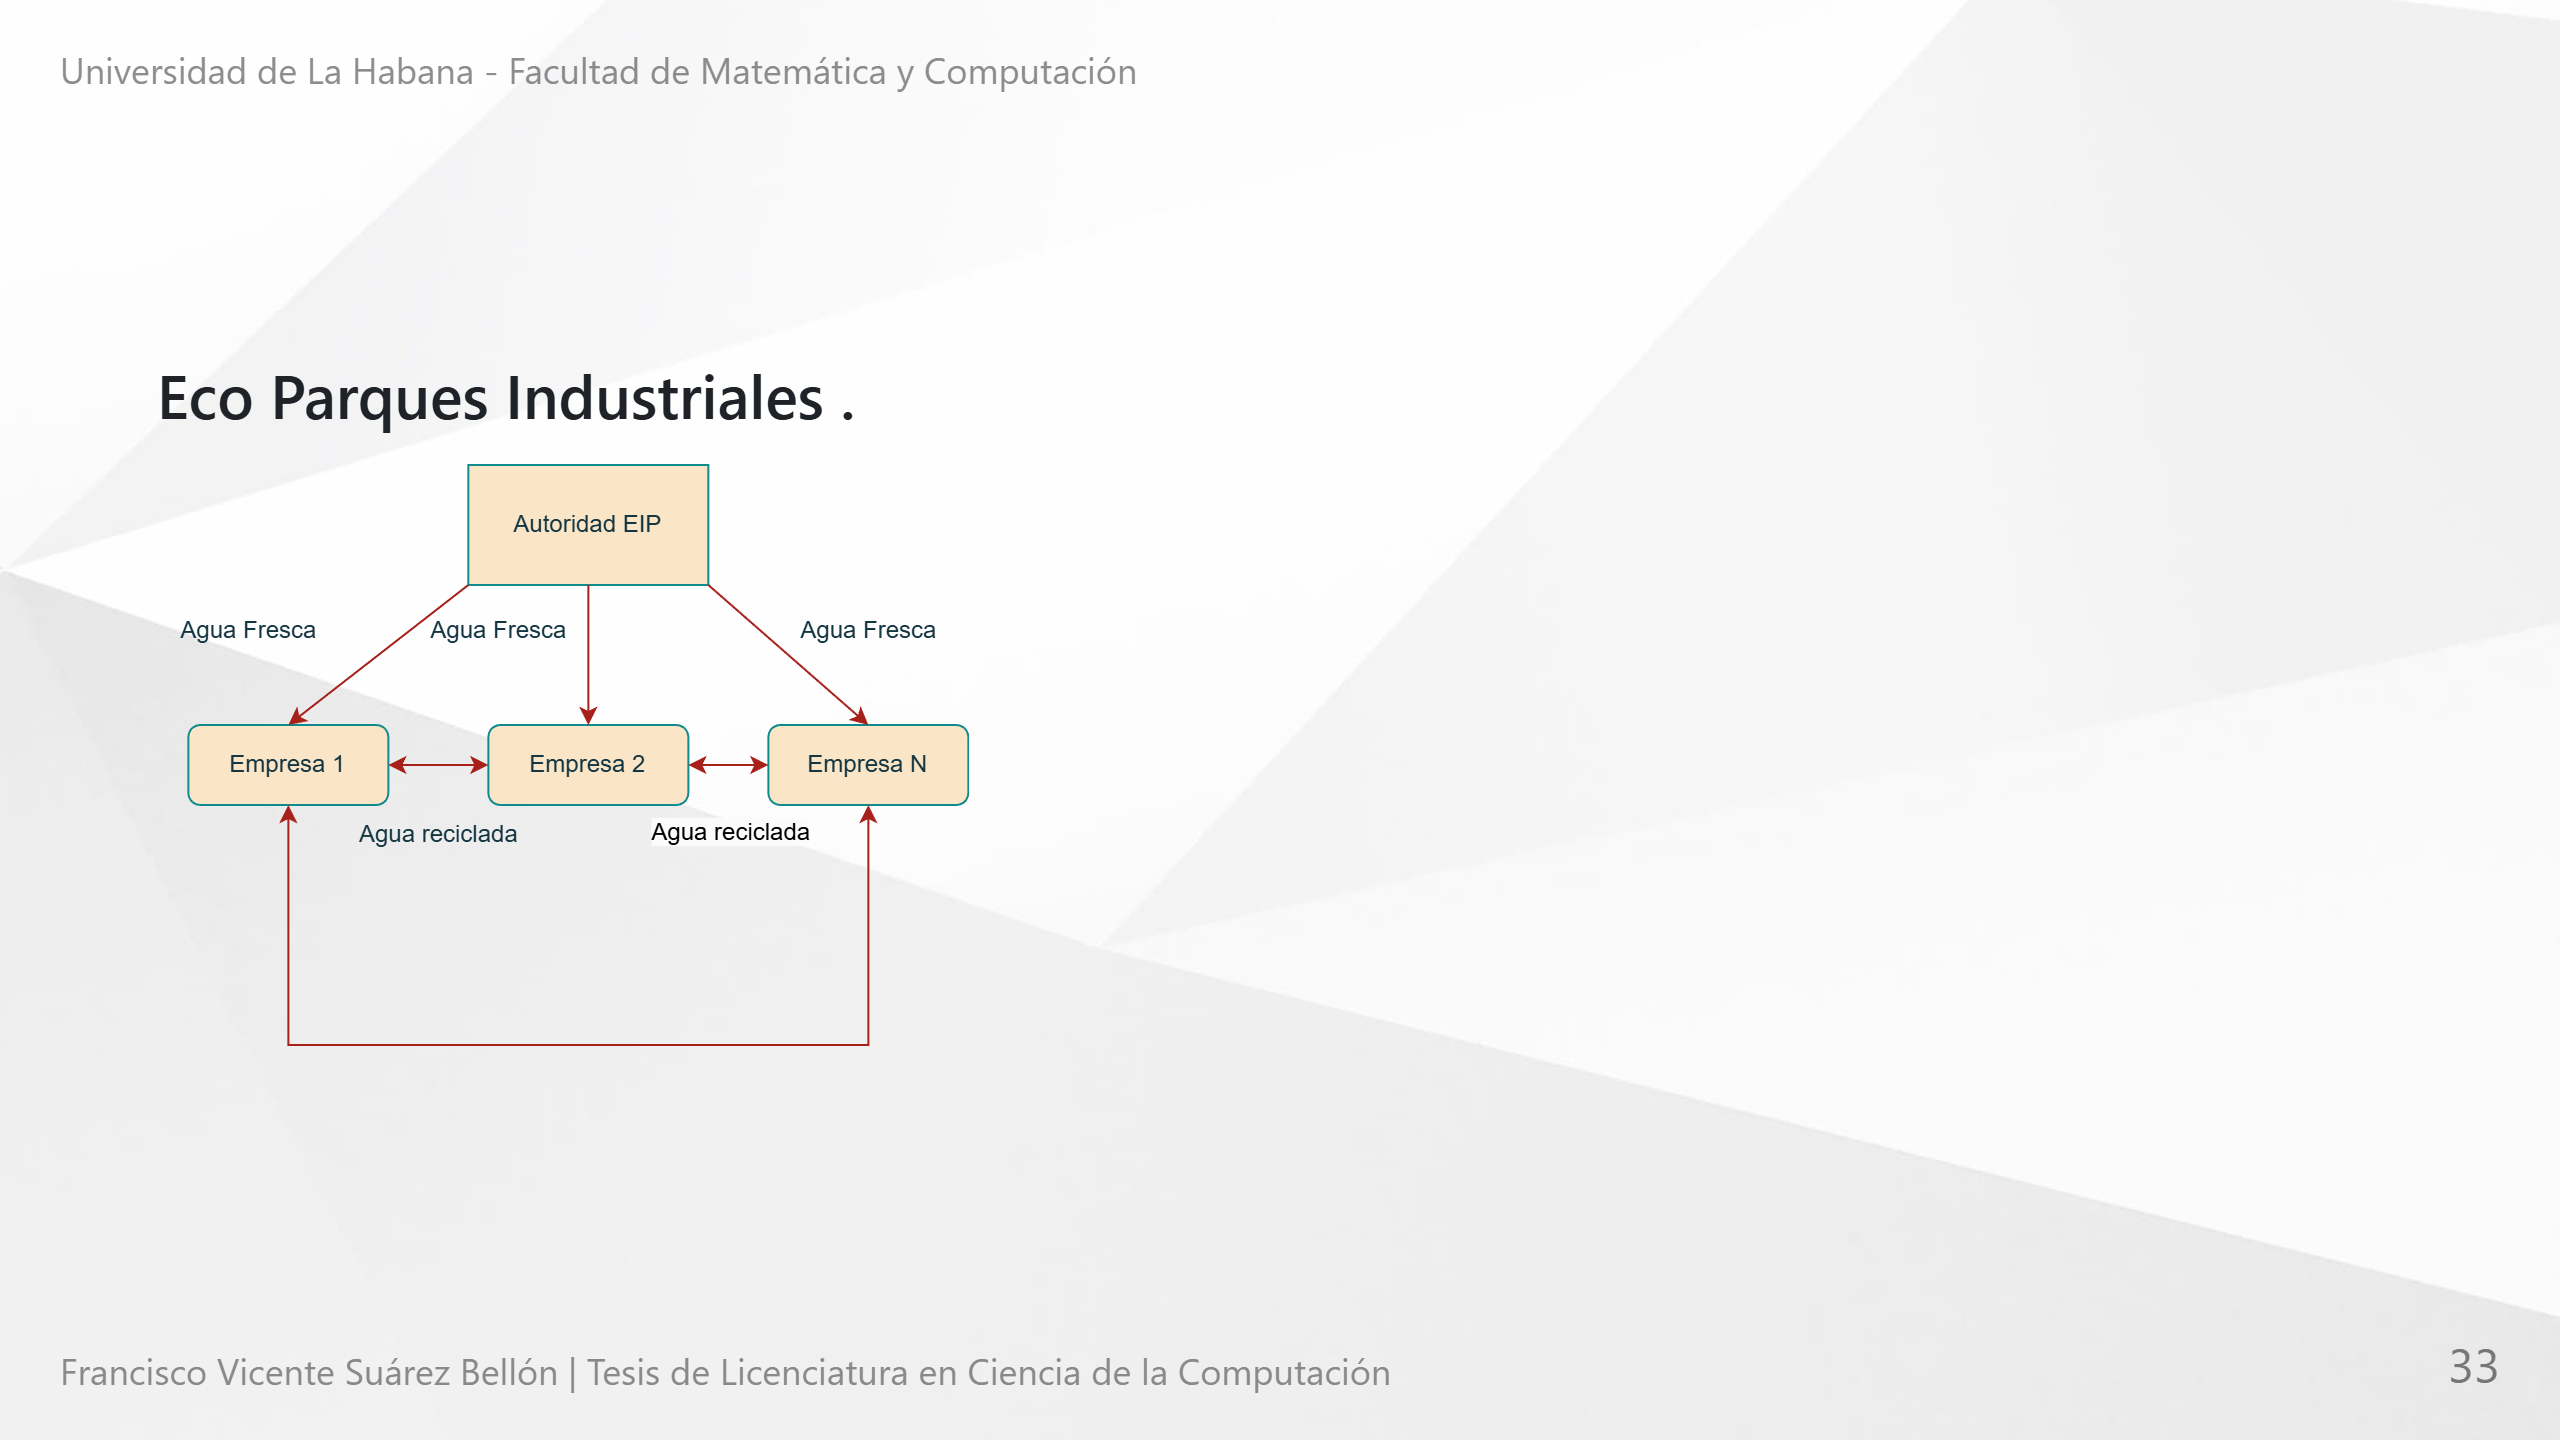 Universidad de La Habana - Facultad de Matemática y Computación
Eco Parques Industriales .
Autoridad EIP
Agua Fresca
Agua Fresca
Agua Fresca
Empresa 1
Empresa 2
Empresa N
Agua reciclada
Agua reciclada
Francisco Vicente Suárez Bellón | Tesis de Licenciatura en Ciencia de la Computación
33